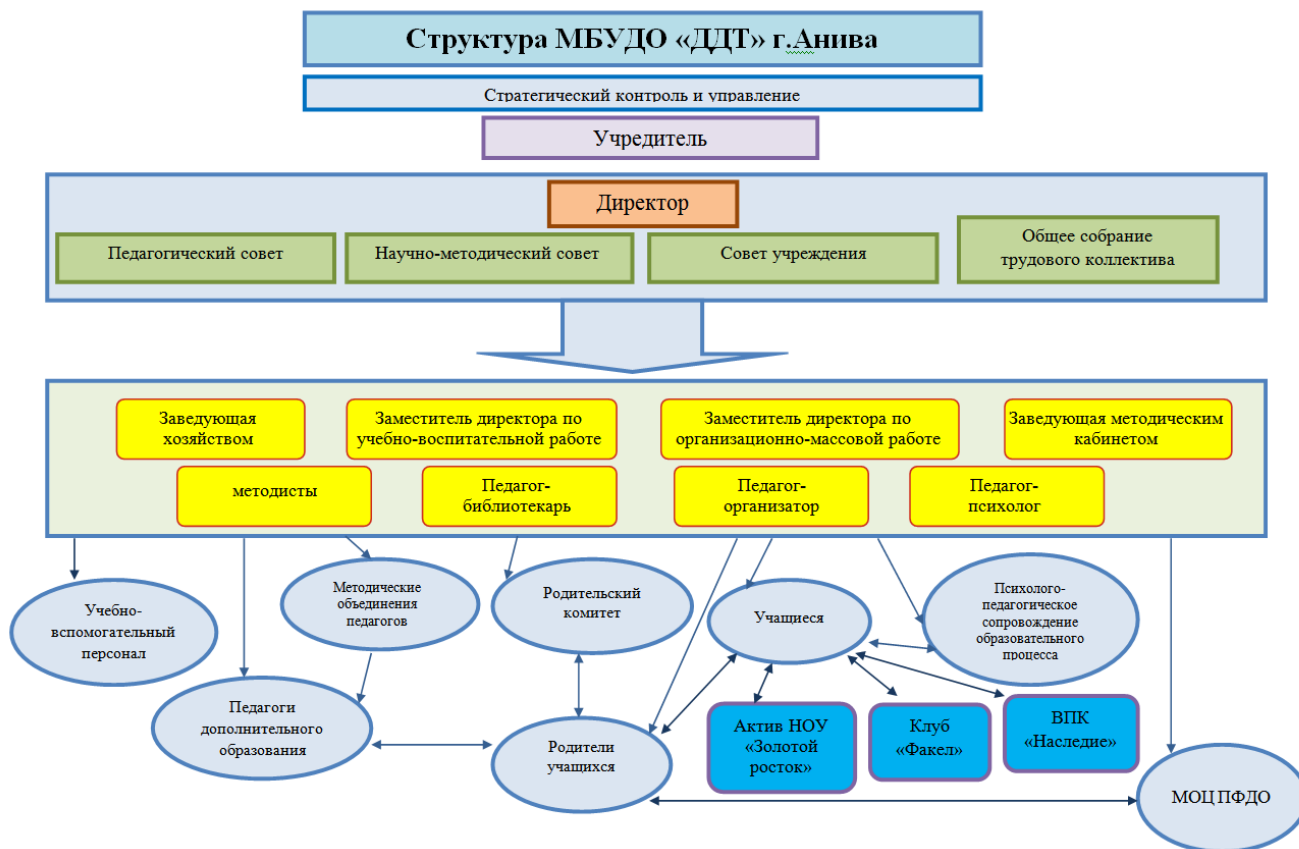 Структура МБУДО «ДДТ» г.Анива
Стратегический контроль и управление
Учредитель
Директор
Педагогический совет
Научно-методический совет
Совет учреждения
Общее собрание
трудового коллектива
Заведующая
хозяйством
Заместитель директора по
учебно-воспитательной работе
Заместитель директора по
организационно-массовой работе
Заведующая методическим
кабинетом
методисты
Педагог-
библиотекарь
Педагог-
организатор
Педагог-
психолог
Учебно-
вспомогательный
персонал
Методические
объединения
педагогов
Родительский
комитет
Учащиеся
Психолого-
педагогическое
сопровождение
образовательного
процесса
Педагоги
дополнительного
образования
Родители
учащихся
Актив НОУ
«Золотой
росток»
Клуб
«Факел»
ВПК
«Наследие»
МОЦ ПФДО